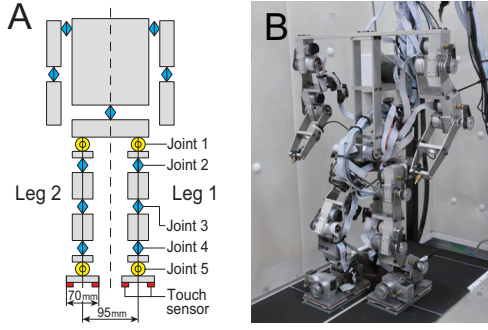 A
B
Joint 1
Joint 2
Leg 2
Leg 1
Joint 3
Joint 4
Joint 5
70mm
Touch
sensor
95mm